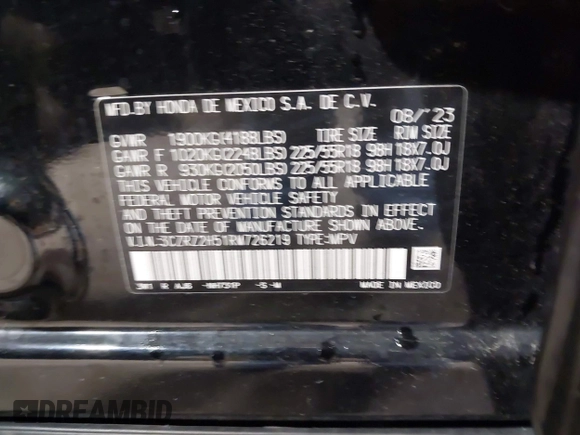 MFD.BY HONDA DE MEXICO S.A. DE C.V.
08/'23
GVWR 1900KG(4188LBS) TIRE SIZE RIM SIZE
GAWR F 1020KG(2248LBS) 225/55R18 98H 18X7.0J
GAWR R 930KG(2050LBS) 225/55R18 98H 18X7.0J
THIS VEHICLE CONFORMS TO ALL APPLICABLE
FEDERAL MOTOR VEHICLE SAFETY AND
THEFT PREVENTION STANDARDS IN EFFECT
ON THE DATE OF MANUFACTURE SHOWN ABOVE.
V.I.N.:3CZRZ2H51RM726219 TYPE:MPV
3W1 R AJB -NH731P -S -M MADE IN MEXICO
DREAMBID